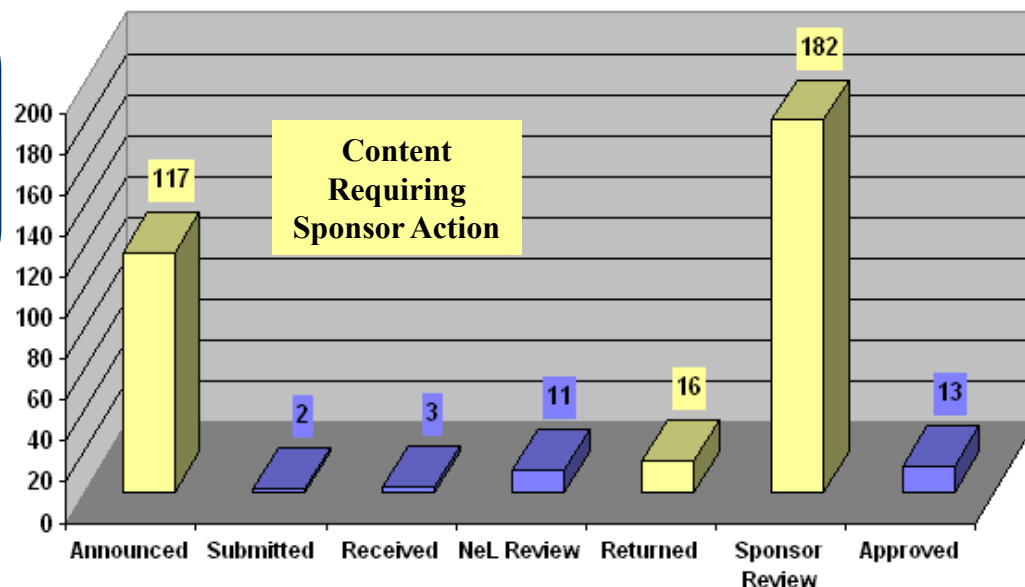 182
117
Content
Requiring
Sponsor Action
2
3
11
16
13
200
180
160
140
120
100
80
60
40
20
0
Announced
Submitted
Received
NeL Review
Returned
Sponsor
Review
Approved